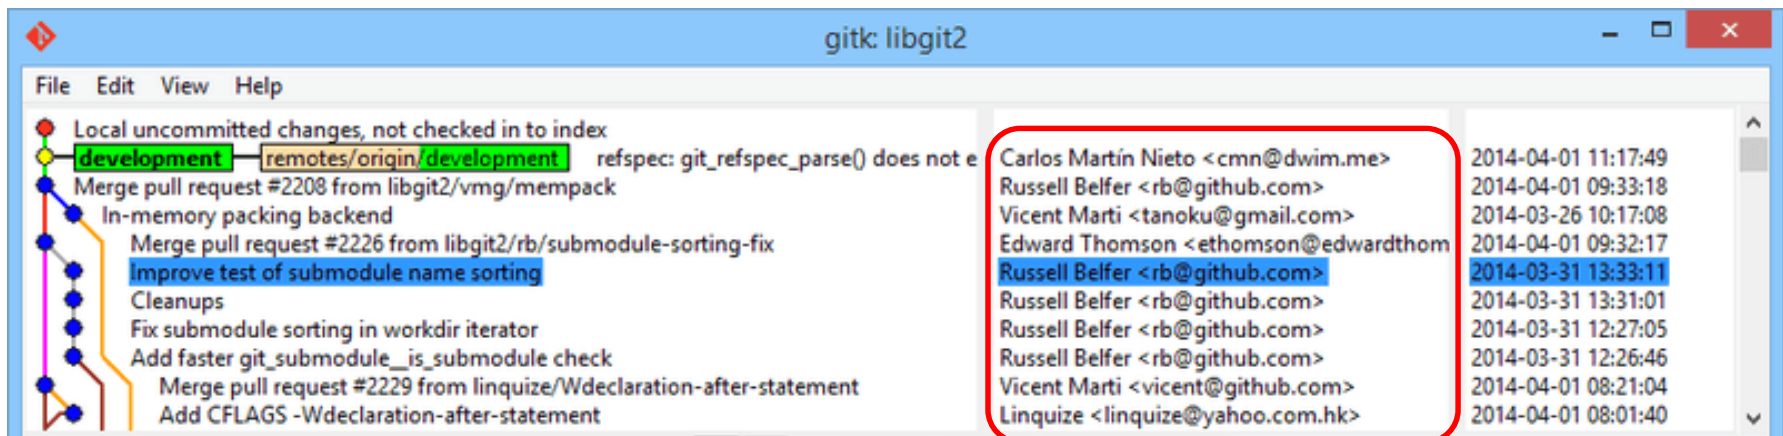 gitk: libgit2
File Edit View Help
Local uncommitted changes, not checked in to index
development remotes/origin/development refspec: git_refspec_parse() does not e Carlos Martín Nieto <cmn@dwim.me> 2014-04-01 11:17:49
Merge pull request #2208 from libgit2/vmg/mempack Russell Belfer <rb@github.com> 2014-04-01 09:33:18
In-memory packing backend Vicent Marti <tanoku@gmail.com> 2014-03-26 10:17:08
Merge pull request #2226 from libgit2/rb/submodule-sorting-fix Edward Thomson <ethomson@edwardthom 2014-04-01 09:32:17
Improve test of submodule name sorting Russell Belfer <rb@github.com> 2014-03-31 13:33:11
Cleanups Russell Belfer <rb@github.com> 2014-03-31 13:31:01
Fix submodule sorting in workdir iterator Russell Belfer <rb@github.com> 2014-03-31 12:27:05
Add faster git_submodule__is_submodule check Russell Belfer <rb@github.com> 2014-03-31 12:26:46
Merge pull request #2229 from linquize/Wdeclaration-after-statement Vicent Marti <vicent@github.com> 2014-04-01 08:21:04
Add CFLAGS -Wdeclaration-after-statement Linquize <linquize@yahoo.com.hk> 2014-04-01 08:01:40